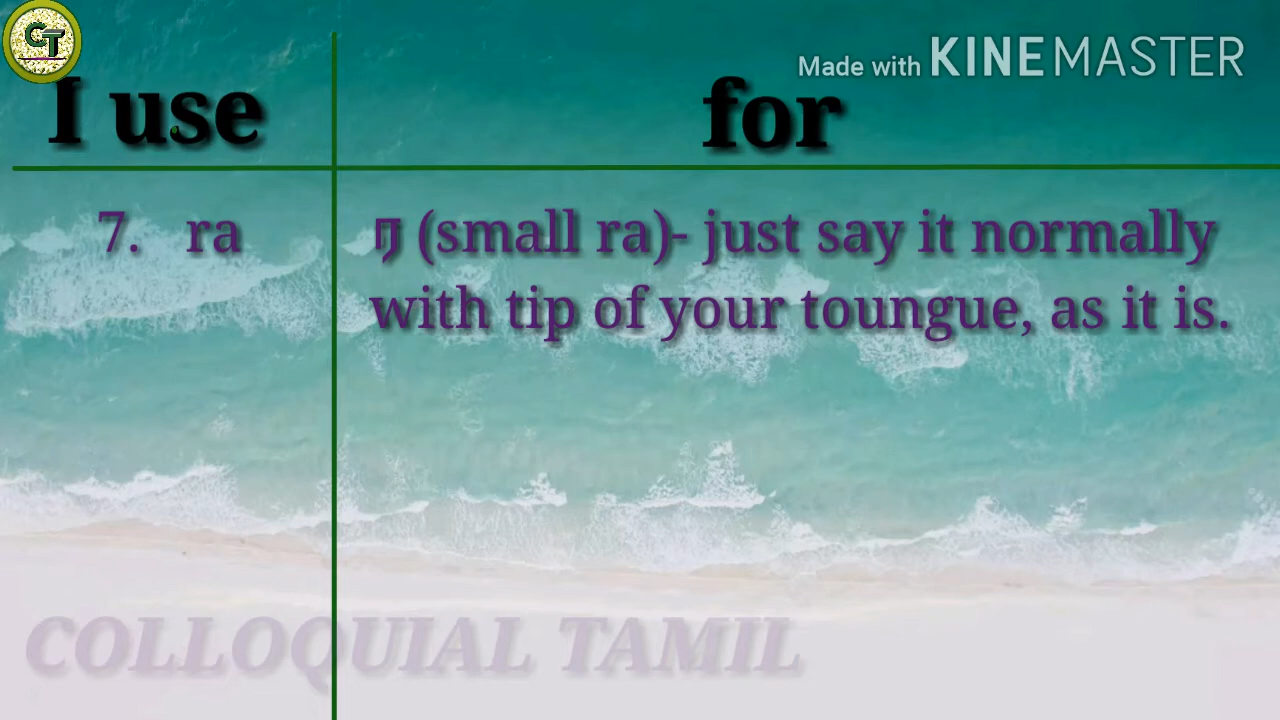 CT
Made with KINEMASTER
I use
for
7. ra
ர (small ra)- just say it normally
with tip of your toungue, as it is.
COLLOQUIAL TAMIL